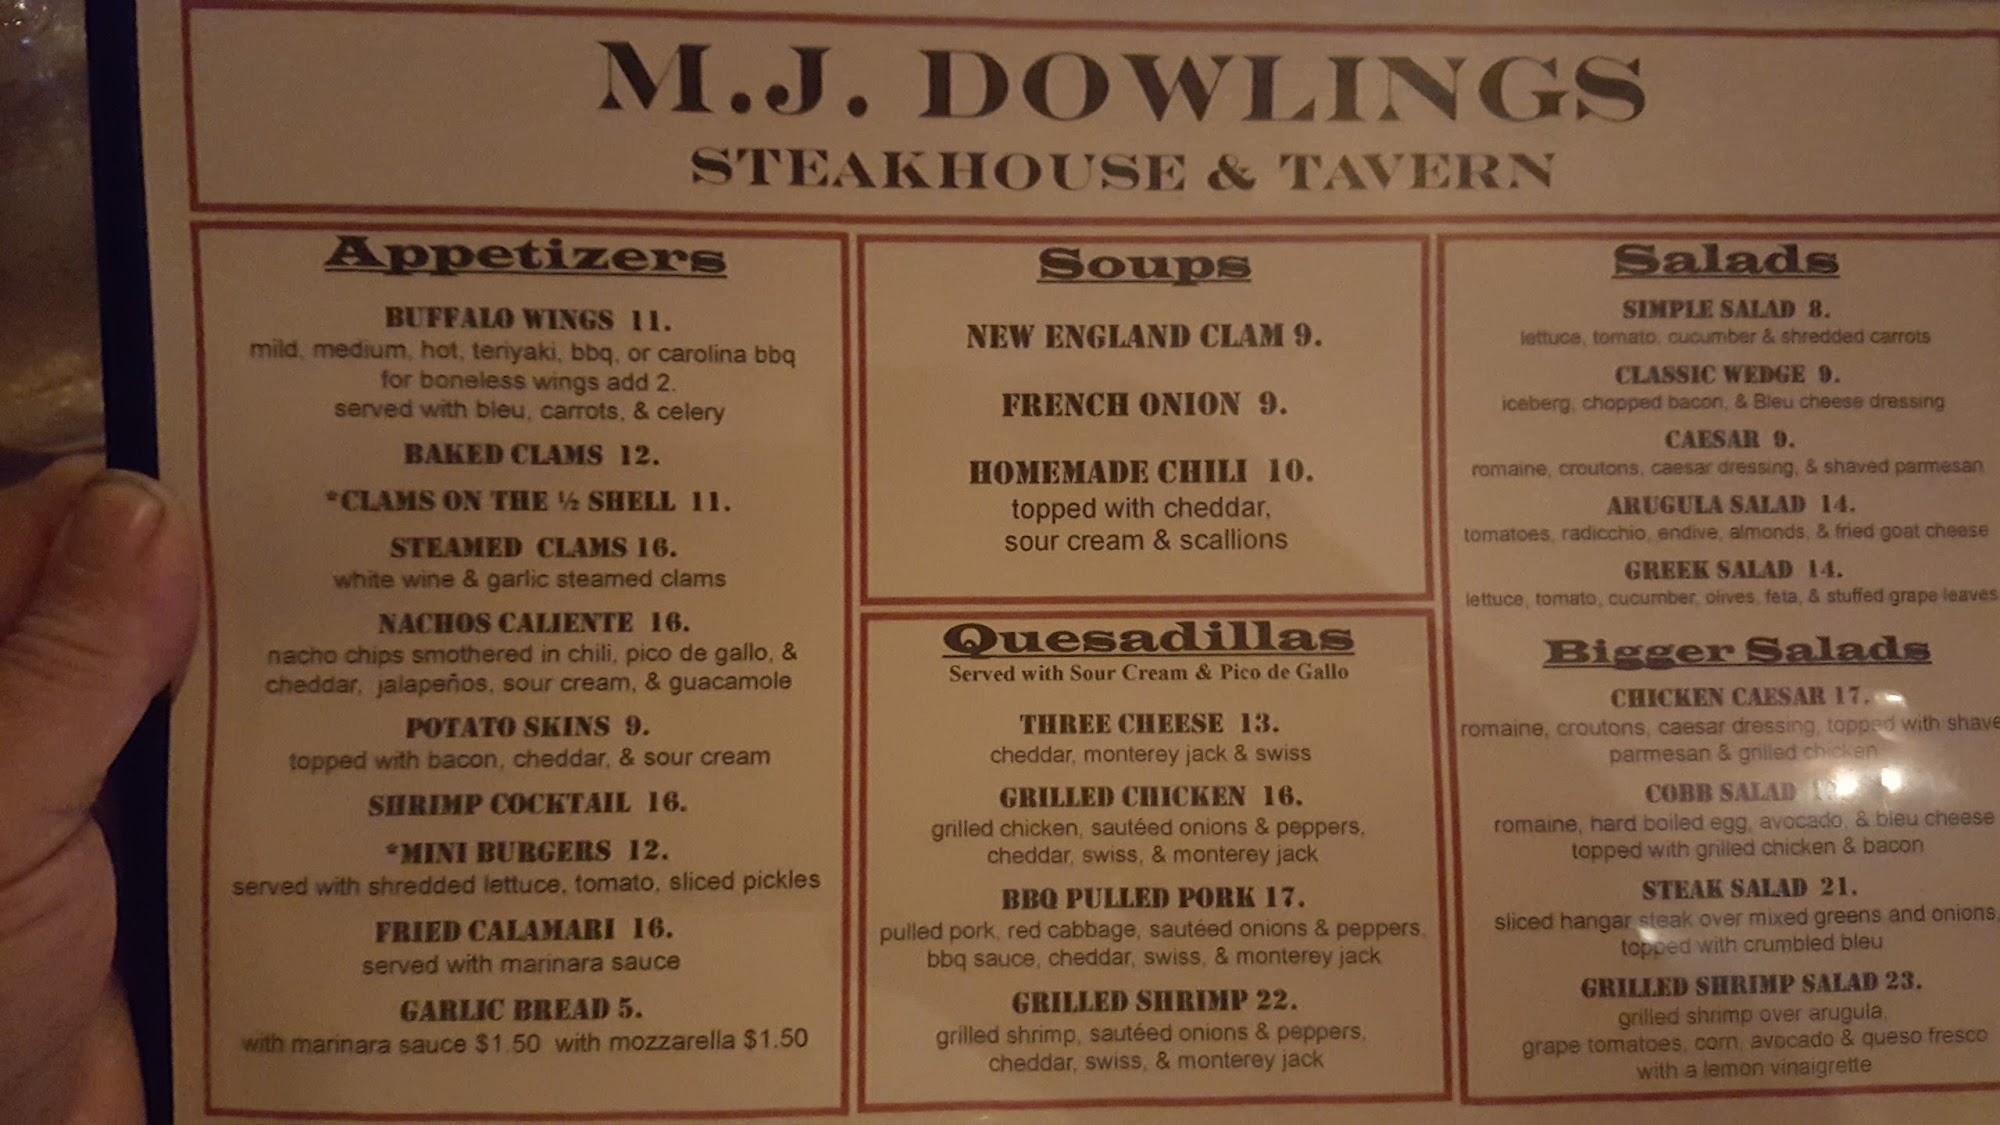 M.J. DOWLINGS
STEAKHOUSE & TAVERN
Appetizers
BUFFALO WINGS 11.
mild, medium, hot, teriyaki, bbq, or carolina bbq
for boneless wings add 2.
served with bleu, carrots, & celery
BAKED CLAMS 12.
*CLAMS ON THE ½ SHELL 11.
STEAMED CLAMS 16.
white wine & garlic steamed clams
NACHOS CALIENTE 16.
nacho chips smothered in chili, pico de gallo, &
cheddar, jalapeños, sour cream, & guacamole
POTATO SKINS 9.
topped with bacon, cheddar, & sour cream
SHRIMP COCKTAIL 16.
*MINI BURGERS 12.
served with shredded lettuce, tomato, sliced pickles
FRIED CALAMARI 16.
served with marinara sauce
GARLIC BREAD 5.
with marinara sauce $1.50 with mozzarella $1.50
Soups
NEW ENGLAND CLAM 9.
FRENCH ONION 9.
HOMEMADE CHILI 10.
topped with cheddar,
sour cream & scallions
Quesadillas
Served with Sour Cream & Pico de Gallo
THREE CHEESE 13.
cheddar, monterey jack & swiss
GRILLED CHICKEN 16.
grilled chicken, sautéed onions & peppers,
cheddar, swiss, & monterey jack
BBQ PULLED PORK 17.
pulled pork, red cabbage, sautéed onions & peppers,
bbq sauce, cheddar, swiss, & monterey jack
GRILLED SHRIMP 22.
grilled shrimp, sautéed onions & peppers,
cheddar, swiss, & monterey jack
Salads
SIMPLE SALAD 8.
lettuce, tomato, cucumber & shredded carrots
CLASSIC WEDGE 9.
iceberg, chopped bacon, & Bleu cheese dressing
CAESAR 9.
romaine, croutons, caesar dressing, & shaved parmesan
ARUGULA SALAD 14.
tomatoes, radicchio, endive, almonds, & fried goat cheese
GREEK SALAD 14.
lettuce, tomato, cucumber, olives, feta, & stuffed grape leaves
Bigger Salads
CHICKEN CAESAR 17.
romaine, croutons, caesar dressing, topped with shave
parmesan & grilled chicken
COBB SALAD
romaine, hard boiled egg, avocado, & bleu cheese
topped with grilled chicken & bacon
STEAK SALAD 21.
sliced hangar steak over mixed greens and onions,
topped with crumbled bleu
GRILLED SHRIMP SALAD 23.
grilled shrimp over arugula,
grape tomatoes, corn, avocado & queso fresco
with a lemon vinaigrette